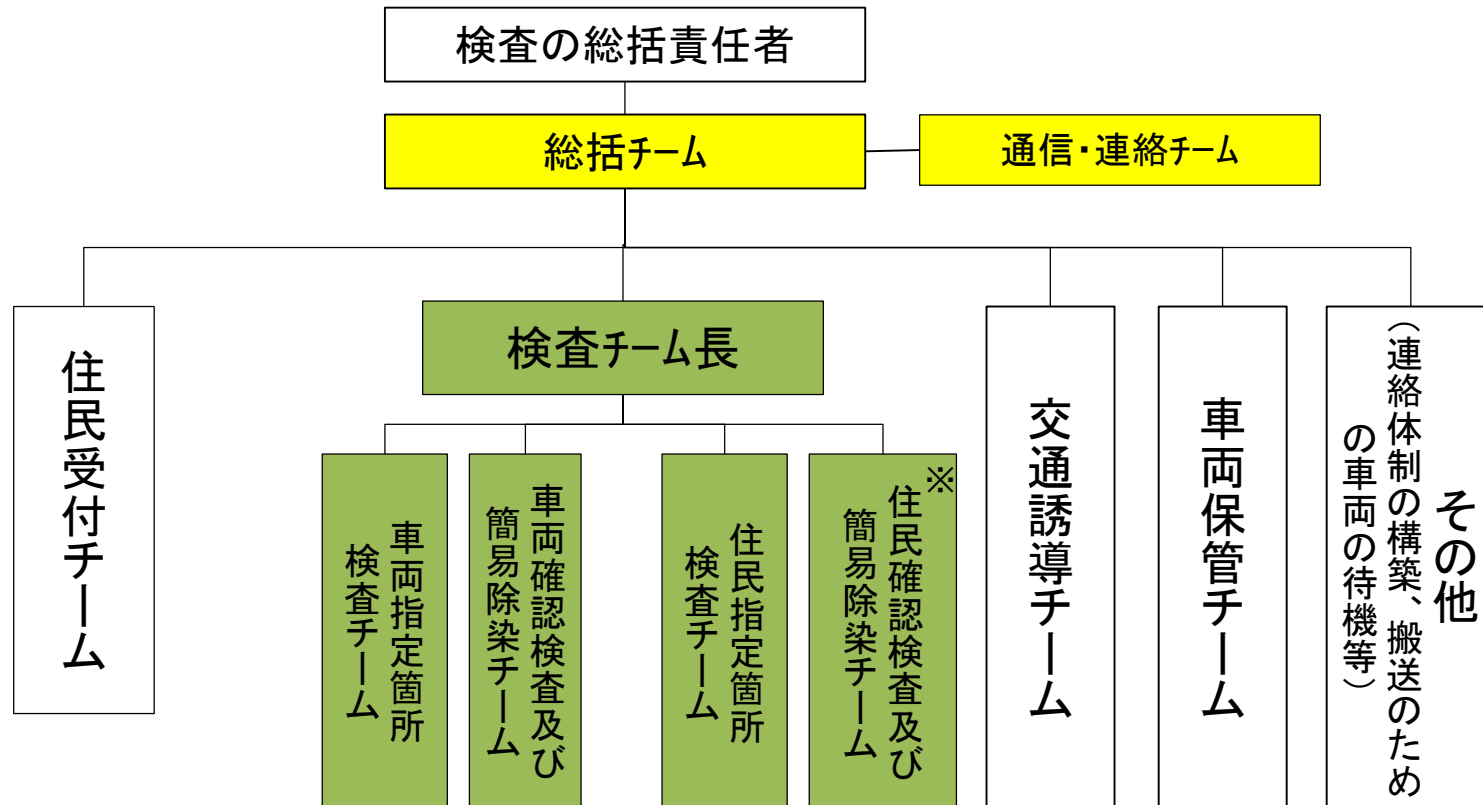 検査の総括責任者
総括チーム
通信・連絡チーム
住民受付チーム
検査チーム長
車両指定箇所
検査チーム
車両確認検査及び
簡易除染チーム
住民指定箇所
検査チーム
※
住民確認検査及び
簡易除染チーム
交通誘導チーム
車両保管チーム
その他
（連絡体制の構築、搬送のため
の車両の待機等）